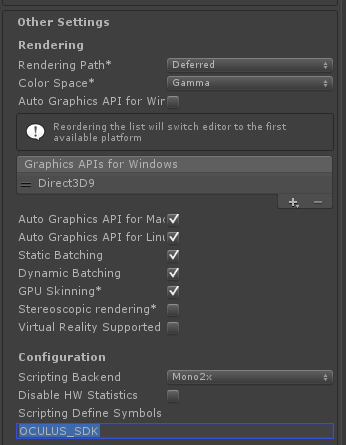 Other Settings
Rendering
Rendering Path* Deferred
Color Space* Gamma
Auto Graphics API for Win
Reordering the list will switch editor to the first
available platform
Graphics APIs for Windows
Direct3D9
Auto Graphics API for Mac
Auto Graphics API for Linu
Static Batching
Dynamic Batching
GPU Skinning*
Stereoscopic rendering*
Virtual Reality Supported
Configuration
Scripting Backend Mono2x
Disable HW Statistics
Scripting Define Symbols
OCULUS_SDK